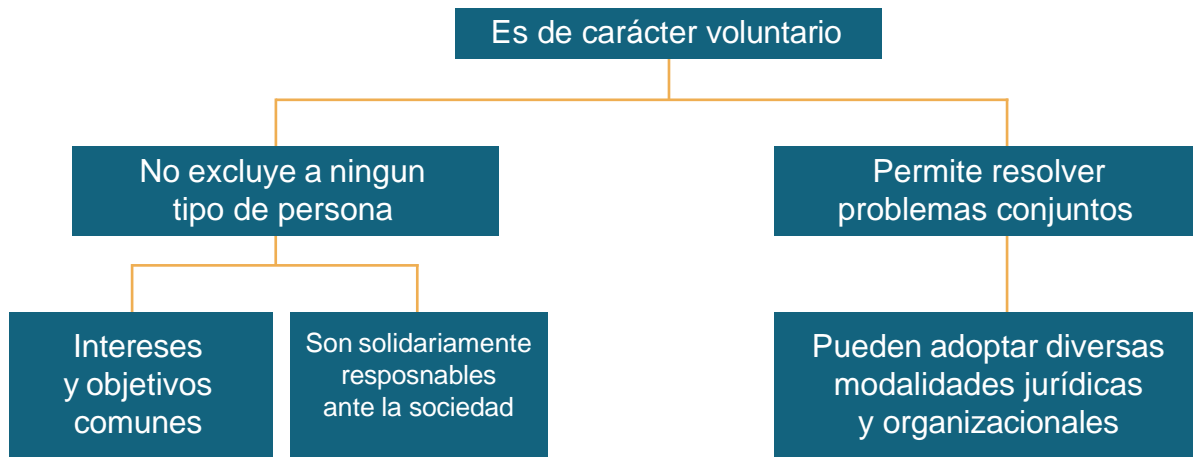 Es de carácter voluntario
No excluye a ningun
tipo de persona
Permite resolver
problemas conjuntos
Intereses
y objetivos
comunes
Son solidariamente
resposnables
ante la sociedad
Pueden adoptar diversas
modalidades jurídicas
y organizacionales